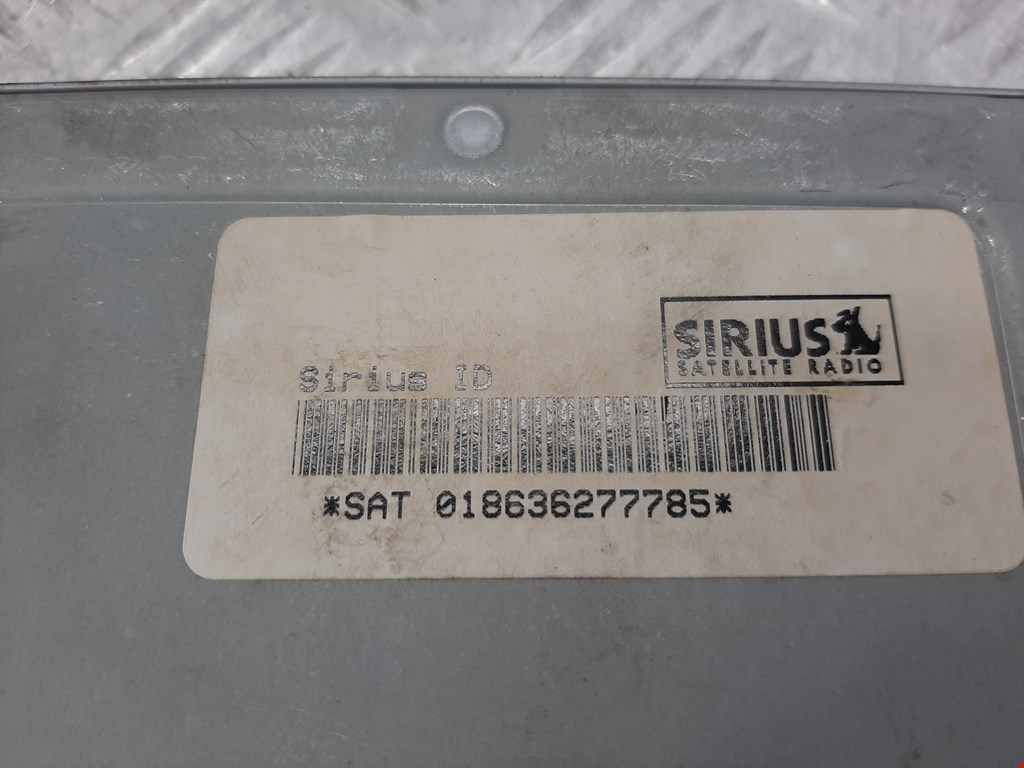 SIRIUS
SATELLITE RADIO
Sirius ID
*SAT 018636277785*